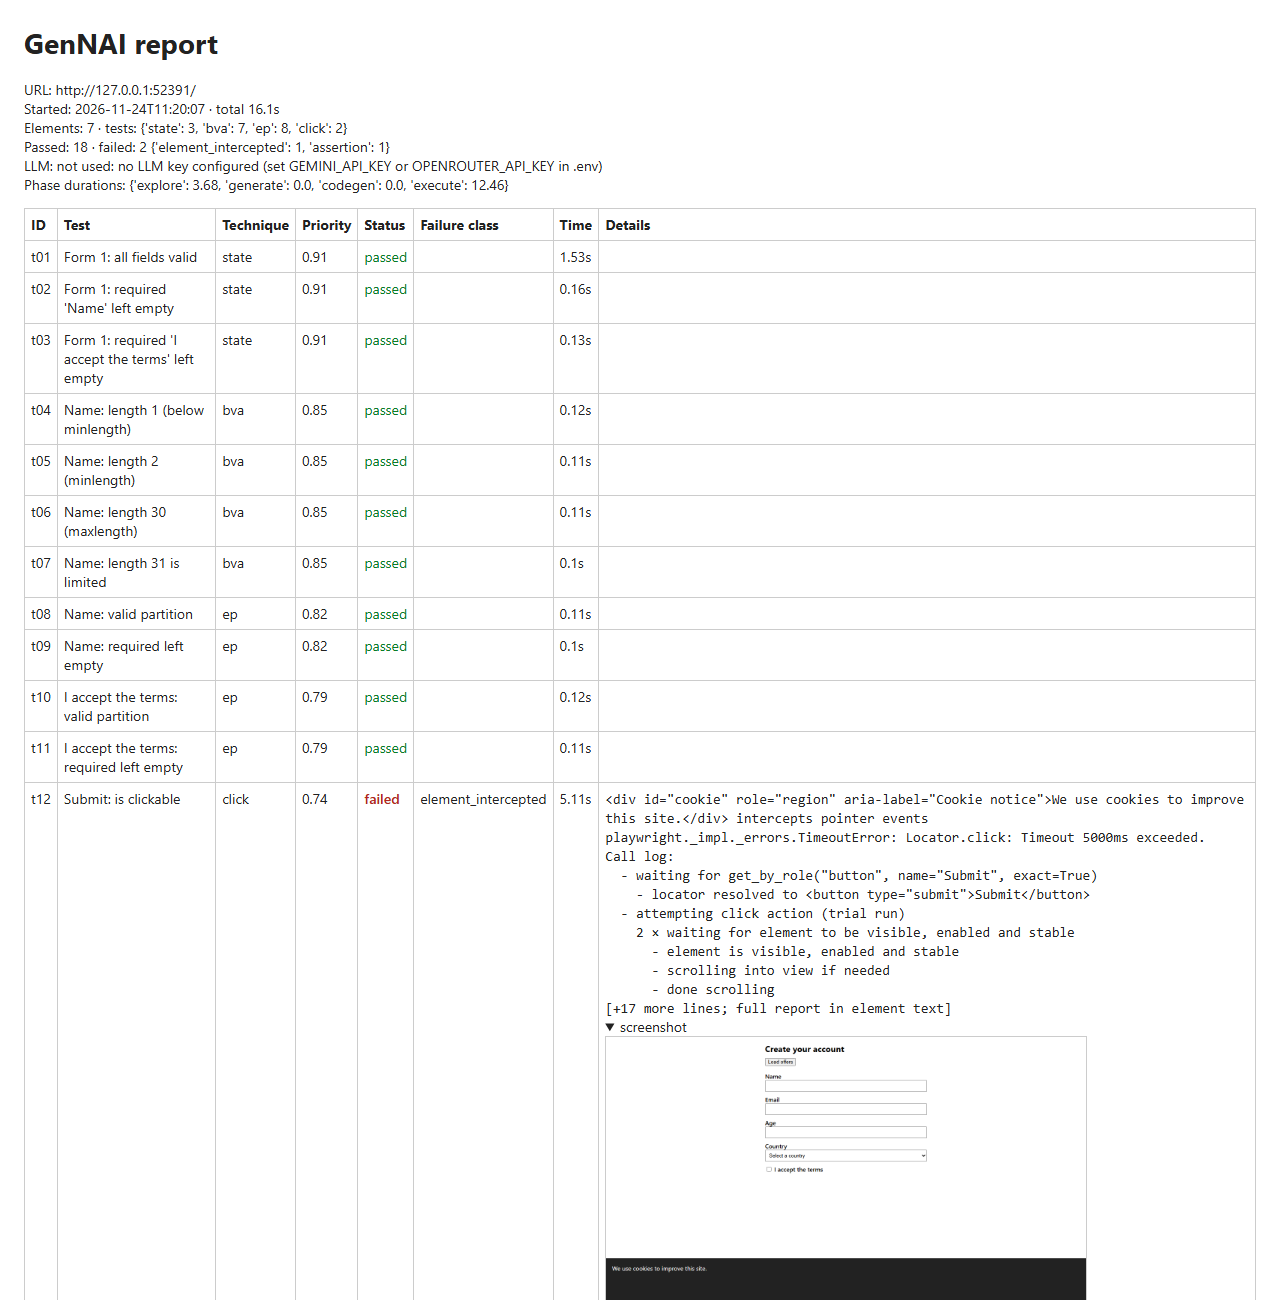 GenNAI report
URL: http://127.0.0.1:52391/
Started: 2026-11-24T11:20:07 · total 16.1s
Elements: 7 · tests: {'state': 3, 'bva': 7, 'ep': 8, 'click': 2}
Passed: 18 · failed: 2 {'element_intercepted': 1, 'assertion': 1}
LLM: not used: no LLM key configured (set GEMINI_API_KEY or OPENROUTER_API_KEY in .env)
Phase durations: {'explore': 3.68, 'generate': 0.0, 'codegen': 0.0, 'execute': 12.46}
ID Test Technique Priority Status Failure class Time Details
t01 Form 1: all fields valid state 0.91 passed 1.53s
t02 Form 1: required state 0.91 passed 0.16s
'Name' left empty
t03 Form 1: required 'I state 0.91 passed 0.13s
accept the terms' left
empty
t04 Name: length 1 (below bva 0.85 passed 0.12s
minlength)
t05 Name: length 2 bva 0.85 passed 0.11s
(minlength)
t06 Name: length 30 bva 0.85 passed 0.11s
(maxlength)
t07 Name: length 31 is bva 0.85 passed 0.1s
limited
t08 Name: valid partition ep 0.82 passed 0.11s
t09 Name: required left ep 0.82 passed 0.1s
empty
t10 I accept the terms: ep 0.79 passed 0.12s
valid partition
t11 I accept the terms: ep 0.79 passed 0.11s
required left empty
t12 Submit: is clickable click 0.74 failed element_intercepted 5.11s <div id="cookie" role="region" aria-label="Cookie notice">We use cookies to improve
this site.</div> intercepts pointer events
playwright._impl._errors.TimeoutError: Locator.click: Timeout 5000ms exceeded.
Call log:
- waiting for get_by_role("button", name="Submit", exact=True)
- locator resolved to <button type="submit">Submit</button>
- attempting click action (trial run)
2 × waiting for element to be visible, enabled and stable
- element is visible, enabled and stable
- scrolling into view if needed
- done scrolling
[+17 more lines; full report in element text]
▼ screenshot
Create your account
Load offers
Name
Email
Age
Country
Select a country
I accept the terms
We use cookies to improve this site.